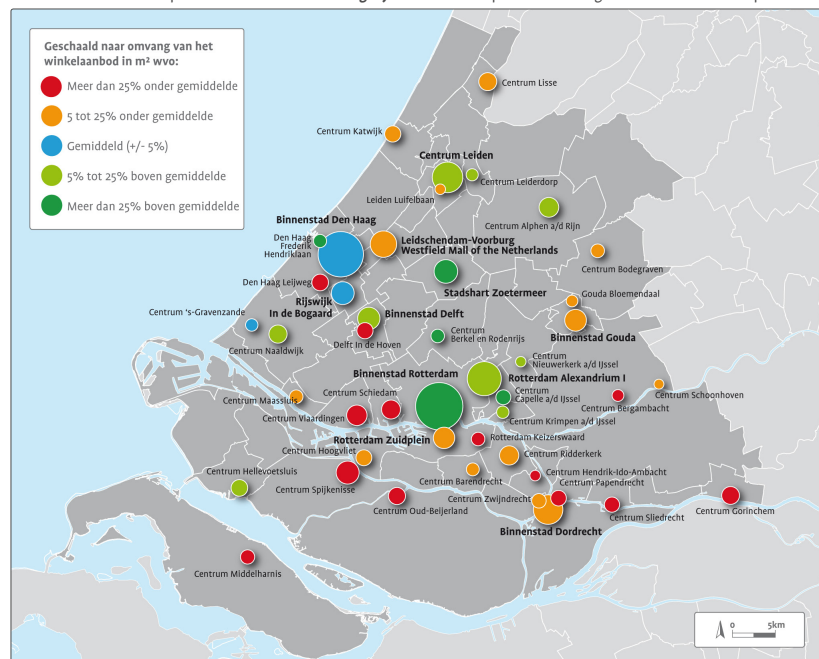 Geschaald naar omvang van het
winkelaanbod in m² wvo:
Meer dan 25% onder gemiddelde
5 tot 25% onder gemiddelde
Gemiddeld (+/- 5%)
5% tot 25% boven gemiddelde
Meer dan 25% boven gemiddelde
Centrum Lisse
Centrum Katwijk
Centrum Leiden
Centrum Leiderdorp
Leiden Luifelbaan
Centrum Alphen a/d Rijn
Binnenstad Den Haag
Den Haag
Frederik
Hendriklaan
Leidschendam-Voorburg
Westfield Mall of the Netherlands
Centrum Bodegraven
Den Haag Leijweg
Stadshart Zoetermeer
Rijswijk
In de Bogaard
Gouda Bloemendaal
Centrum ‘s-Gravenzande
Binnenstad Delft
Binnenstad Gouda
Centrum Naaldwijk
Delft In de Hoven
Centrum
Berkel en Rodenrijs
Centrum
Nieuwerkerk a/d IJssel
Binnenstad Rotterdam
Rotterdam Alexandrium I
Centrum Schoonhoven
Centrum Maassluis
Centrum Schiedam
Centrum
Capelle a/d IJssel
Centrum Bergambacht
Centrum Vlaardingen
Centrum Krimpen a/d IJssel
Rotterdam Zuidplein
Rotterdam Keizerswaard
Centrum Hoogvliet
Centrum Ridderkerk
Centrum Hellevoetsluis
Centrum Spijkenisse
Centrum Barendrecht
Centrum Hendrik-Ido-Ambacht
Centrum Papendrecht
Centrum Zwijndrecht
Centrum Oud-Beijerland
Centrum Sliedrecht
Centrum Gorinchem
Binnenstad Dordrecht
Centrum Middelharnis
0 5km